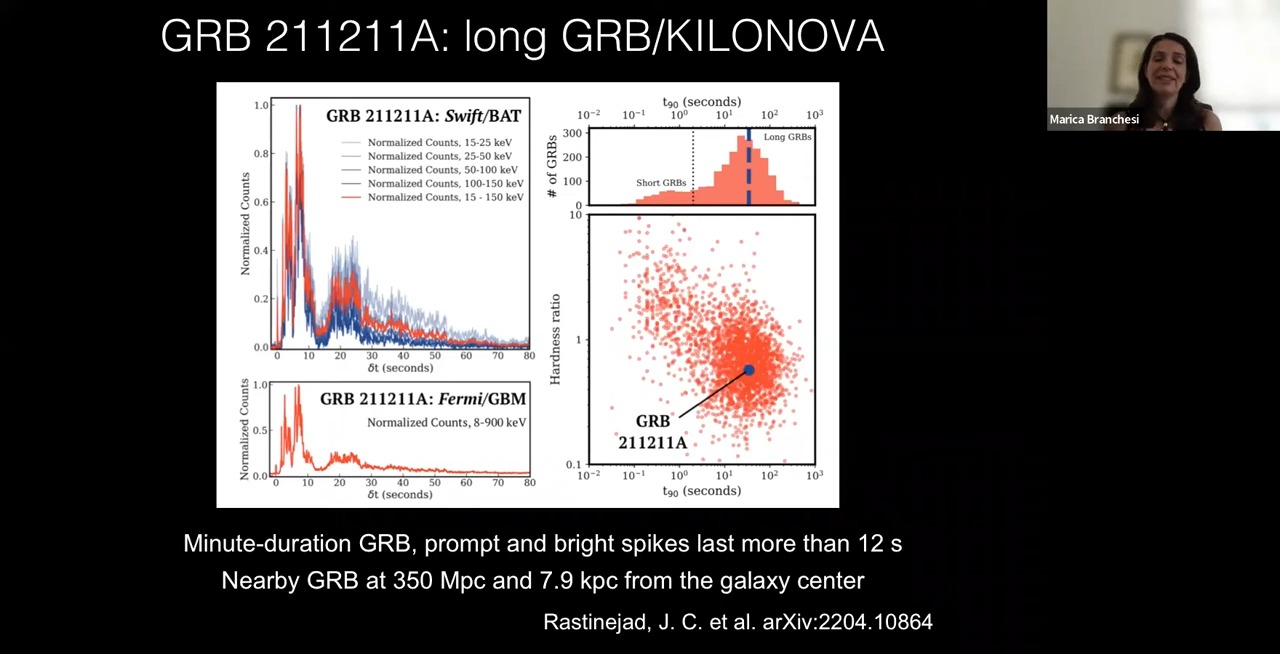 GRB 211211A: long GRB/KILONOVA
Marica Branchesi
GRB 211211A: Swift/BAT
Normalized Counts, 15-25 keV
Normalized Counts, 25-50 keV
Normalized Counts, 50-100 keV
Normalized Counts, 100-150 keV
Normalized Counts, 15 - 150 keV
Normalized Counts
1.0
0.8
0.6
0.4
0.2
0.0
0 10 20 30 40 50 60 70 80
δt (seconds)
GRB 211211A: Fermi/GBM
Normalized Counts, 8-900 keV
Normalized Counts
1.0
0.5
0.0
0 10 20 30 40 50 60 70 80
δt (seconds)
t90 (seconds)
10⁻² 10⁻¹ 10⁰ 10¹ 10² 10³
# of GRBs
300
200
100
0
Short GRBs
Long GRBs
Hardness ratio
10
1
0.1
GRB
211211A
10⁻² 10⁻¹ 10⁰ 10¹ 10² 10³
t90 (seconds)
Minute-duration GRB, prompt and bright spikes last more than 12 s
Nearby GRB at 350 Mpc and 7.9 kpc from the galaxy center
Rastinejad, J. C. et al. arXiv:2204.10864